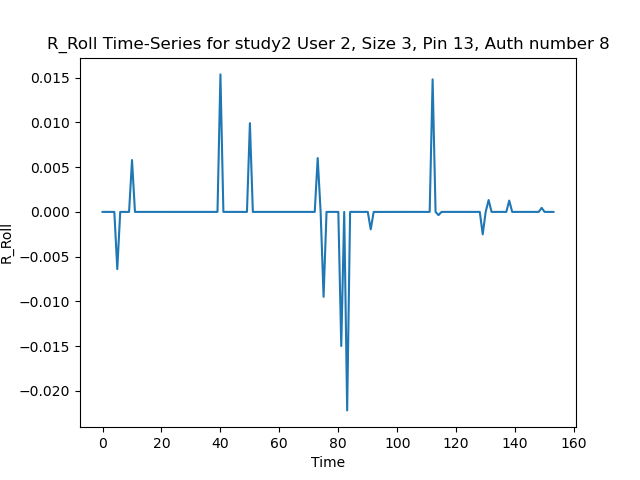 R_Roll Time-Series for study2 User 2, Size 3, Pin 13, Auth number 8
0.015
0.010
0.005
0.000
−0.005
−0.010
−0.015
−0.020
R_Roll
0 20 40 60 80 100 120 140 160
Time